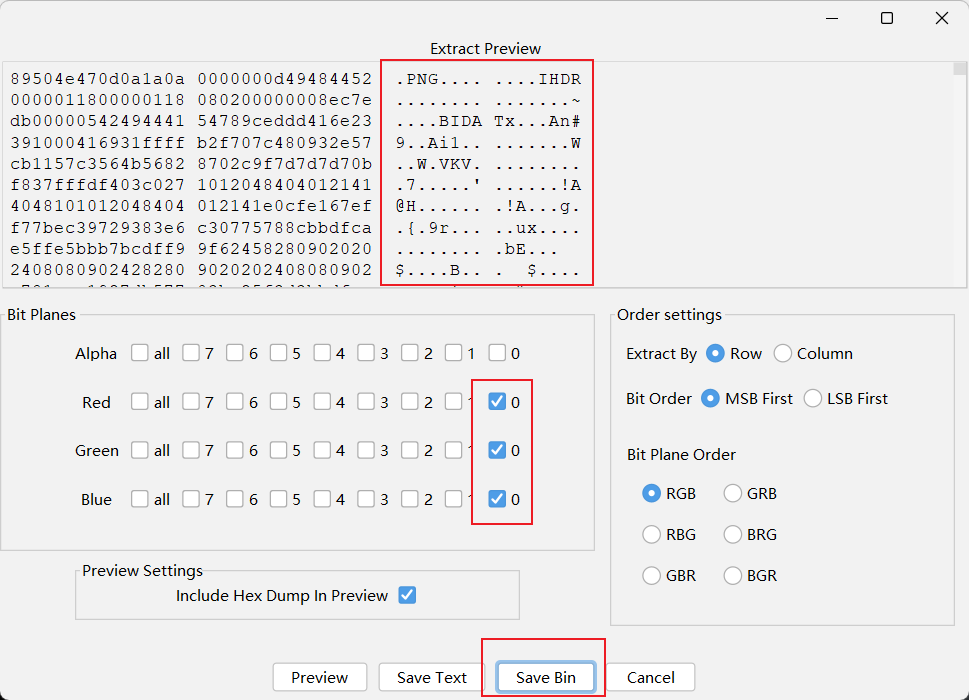 Extract Preview
89504e470d0a1a0a 0000000d49484452 .PNG.... ....IHDR
0000011800000118 080200000008ec7e ........ .......~
db00000542494441 54789ceddd416e23 ....BIDA Tx...An#
391000416931ffff b2f707c480932e57 9..Ai1.. .......W
cb1157c3564b5682 8702c9f7d7d7d70b ..W.VKV. ........
f837fffdf403c027 1012048404012141 .7.....' ......!A
4048101012048404 012141e0cfe167ef @H...... .!A...g.
f77bec39729383e6 c30775788cbbdfca .{.9r... ..ux....
e5ffe5bbb7bcdff9 9f62458280902020 ........ .bE...
2408080902428280 9020202408080902 $....B.. . $....
Bit Planes
Alpha all 7 6 5 4 3 2 1 0
Red all 7 6 5 4 3 2 0
Green all 7 6 5 4 3 2 0
Blue all 7 6 5 4 3 2 0
Preview Settings
Include Hex Dump In Preview
Order settings
Extract By Row Column
Bit Order MSB First LSB First
Bit Plane Order
RGB GRB
RBG BRG
GBR BGR
Preview Save Text Save Bin Cancel